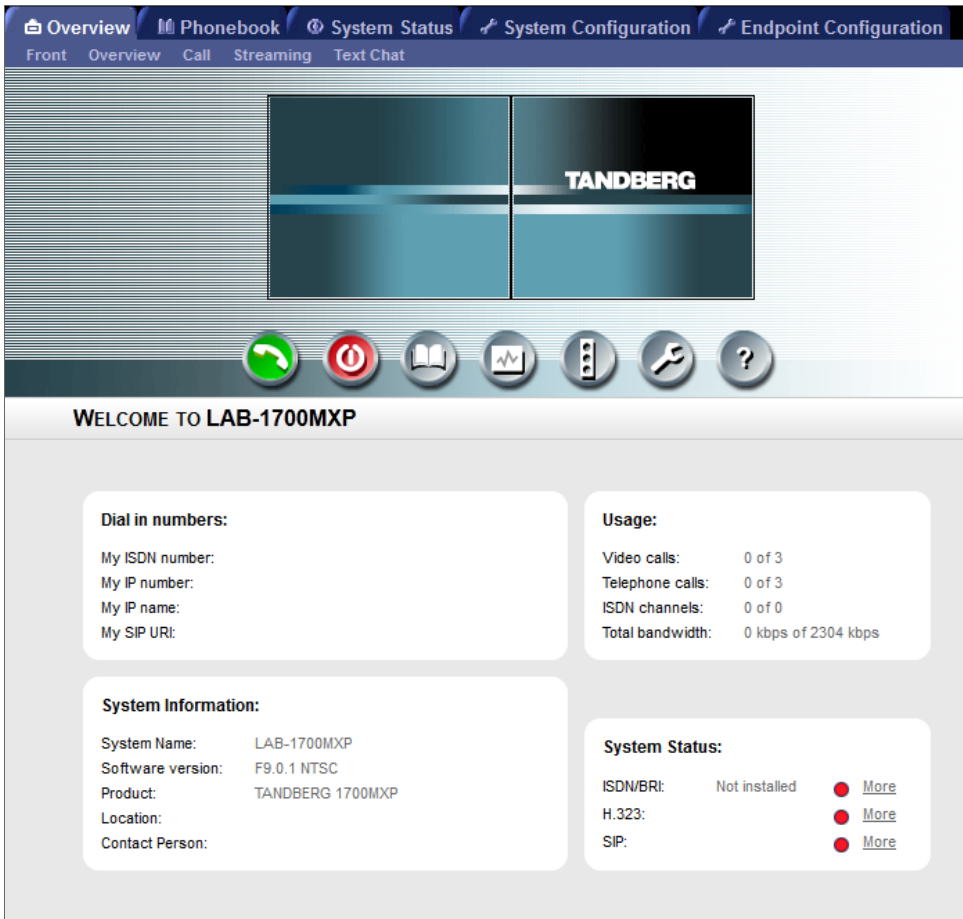 Overview Phonebook System Status System Configuration Endpoint Configuration
Front Overview Call Streaming Text Chat
TANDBERG
?
WELCOME TO LAB-1700MXP
Dial in numbers:
My ISDN number:
My IP number:
My IP name:
My SIP URI:
Usage:
Video calls: 0 of 3
Telephone calls: 0 of 3
ISDN channels: 0 of 0
Total bandwidth: 0 kbps of 2304 kbps
System Information:
System Name: LAB-1700MXP
Software version: F9.0.1 NTSC
Product: TANDBERG 1700MXP
Location:
Contact Person:
System Status:
ISDN/BRI: Not installed More
H.323: More
SIP: More